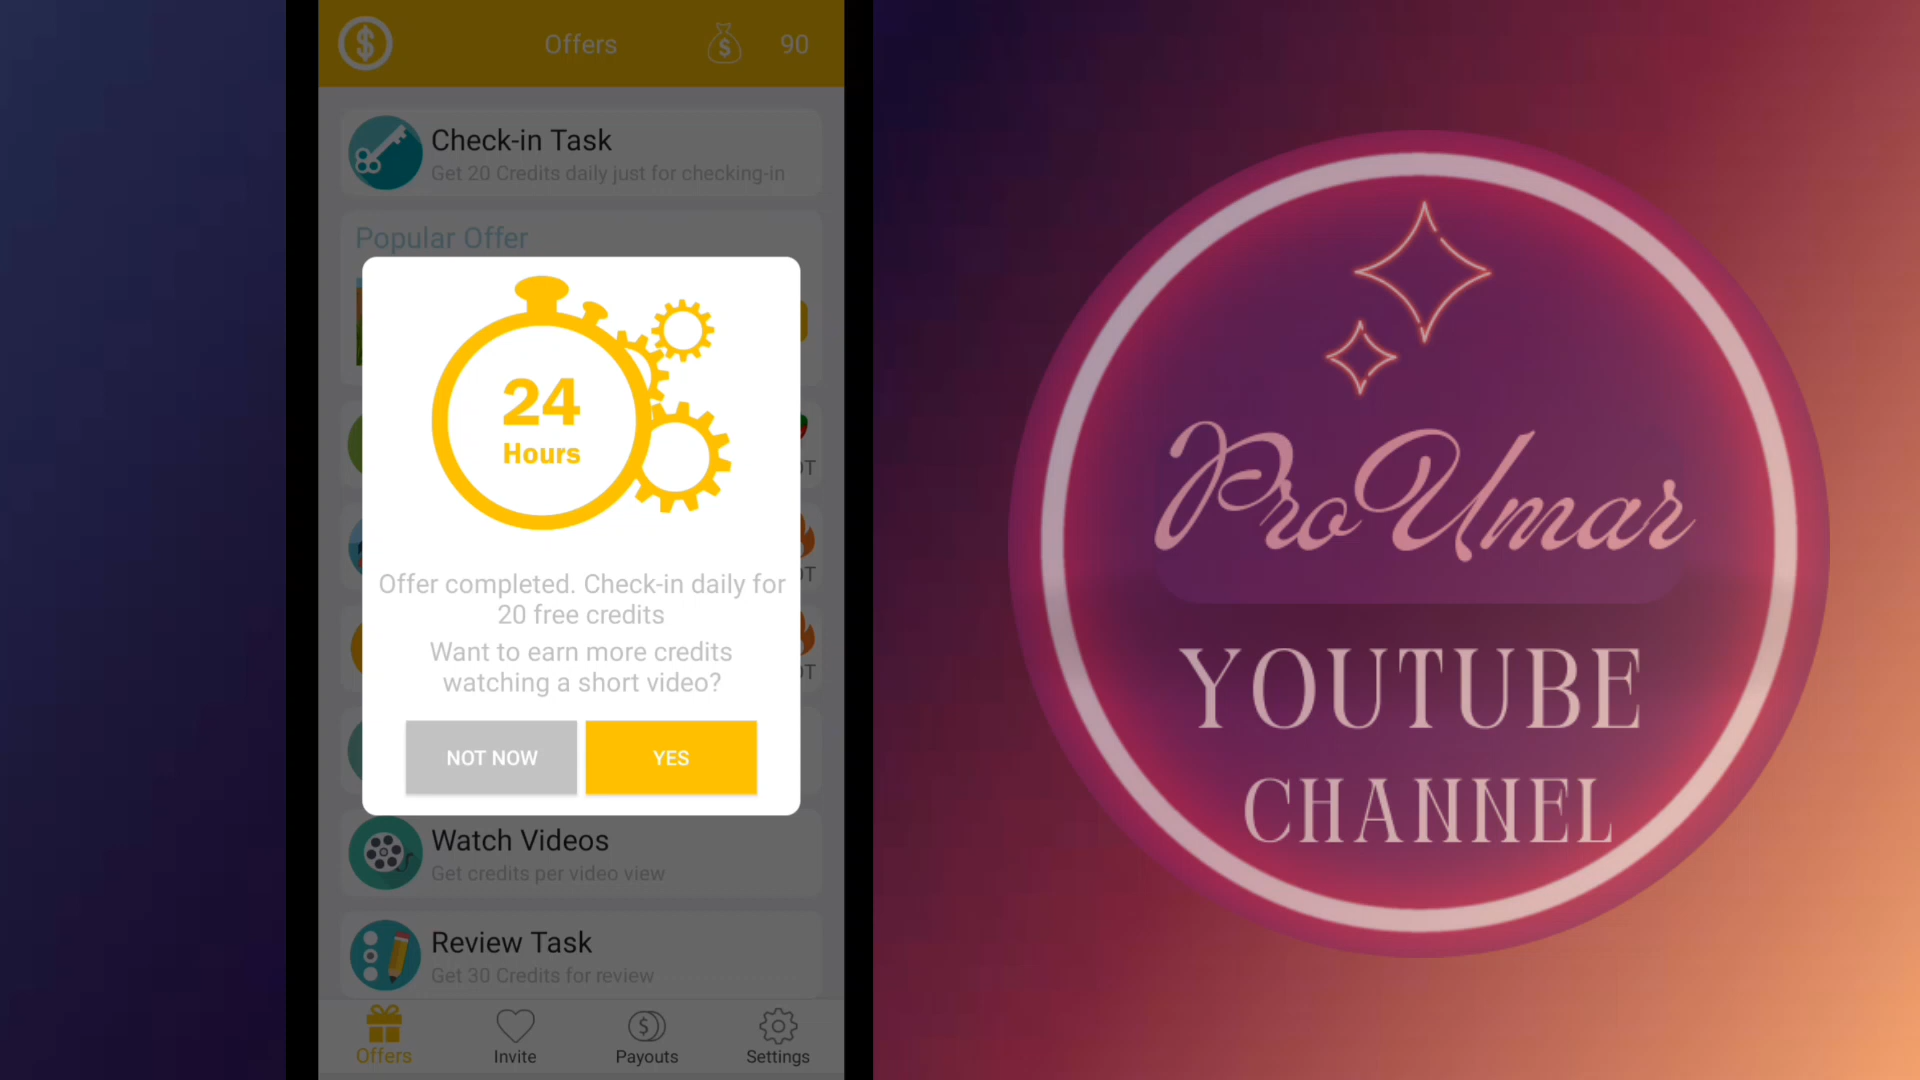 Offers
90
Check-in Task
Get 20 Credits daily just for checking-in
Popular Offer
24
Hours
Offer completed. Check-in daily for
20 free credits
Want to earn more credits
watching a short video?
NOT NOW
YES
Watch Videos
Get credits per video view
Review Task
Get 30 Credits for review
Offers
Invite
Payouts
Settings
ProUmar
YOUTUBE
CHANNEL